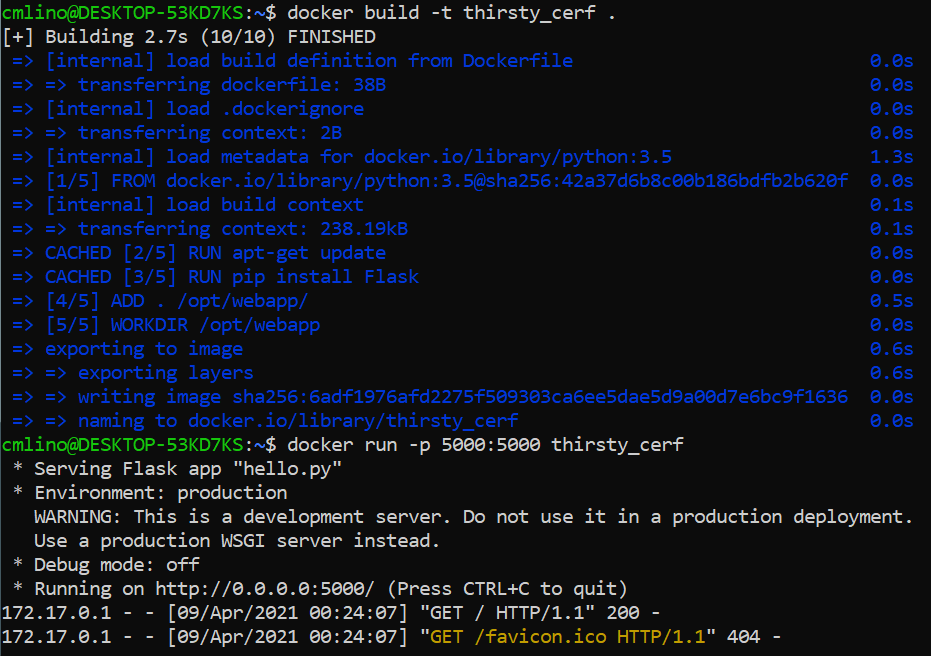 cmlino@DESKTOP-53KD7KS:~$ docker build -t thirsty_cerf .
[+] Building 2.7s (10/10) FINISHED
=> [internal] load build definition from Dockerfile 0.0s
=> => transferring dockerfile: 38B 0.0s
=> [internal] load .dockerignore 0.0s
=> => transferring context: 2B 0.0s
=> [internal] load metadata for docker.io/library/python:3.5 1.3s
=> [1/5] FROM docker.io/library/python:3.5@sha256:42a37d6b8c00b186bdfb2b620f 0.0s
=> [internal] load build context 0.1s
=> => transferring context: 238.19kB 0.1s
=> CACHED [2/5] RUN apt-get update 0.0s
=> CACHED [3/5] RUN pip install Flask 0.0s
=> [4/5] ADD . /opt/webapp/ 0.5s
=> [5/5] WORKDIR /opt/webapp 0.0s
=> exporting to image 0.6s
=> => exporting layers 0.6s
=> => writing image sha256:6adf1976afd2275f509303ca6ee5dae5d9a00d7e6bc9f1636 0.0s
=> => naming to docker.io/library/thirsty_cerf 0.0s
cmlino@DESKTOP-53KD7KS:~$ docker run -p 5000:5000 thirsty_cerf
* Serving Flask app "hello.py"
* Environment: production
WARNING: This is a development server. Do not use it in a production deployment.
Use a production WSGI server instead.
* Debug mode: off
* Running on http://0.0.0.0:5000/ (Press CTRL+C to quit)
172.17.0.1 - - [09/Apr/2021 00:24:07] "GET / HTTP/1.1" 200 -
172.17.0.1 - - [09/Apr/2021 00:24:07] "GET /favicon.ico HTTP/1.1" 404 -